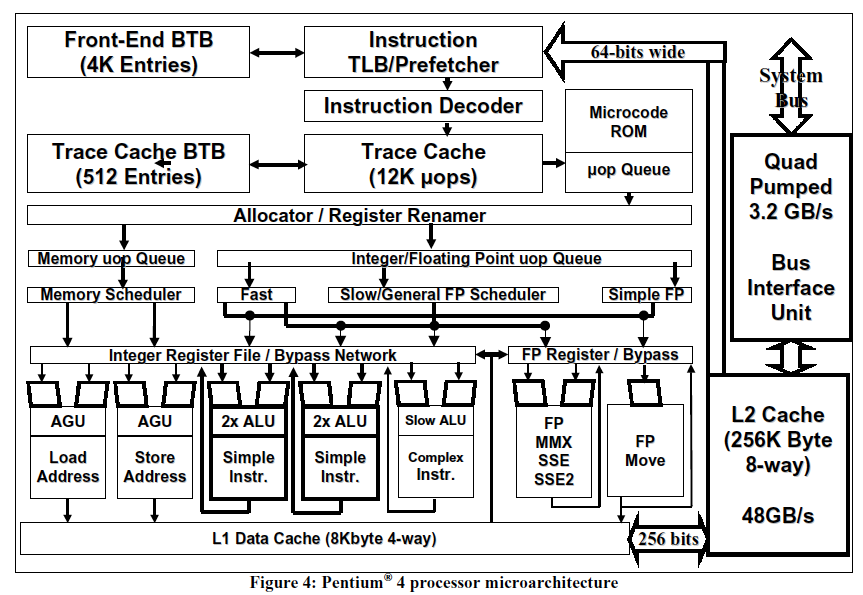 Front-End BTB
(4K Entries)
Instruction
TLB/Prefetcher
64-bits wide
System
Bus
Instruction Decoder
Microcode
ROM
Trace Cache BTB
(512 Entries)
Trace Cache
(12K µops)
µop Queue
Quad
Pumped
3.2 GB/s
Bus
Interface
Unit
Allocator / Register Renamer
Memory uop Queue
Integer/Floating Point uop Queue
Memory Scheduler
Fast
Slow/General FP Scheduler
Simple FP
Integer Register File / Bypass Network
FP Register / Bypass
AGU
Load
Address
AGU
Store
Address
2x ALU
Simple
Instr.
2x ALU
Simple
Instr.
Slow ALU
Complex
Instr.
FP
MMX
SSE
SSE2
FP
Move
L2 Cache
(256K Byte
8-way)
48GB/s
L1 Data Cache (8Kbyte 4-way)
256 bits
Figure 4: Pentium® 4 processor microarchitecture